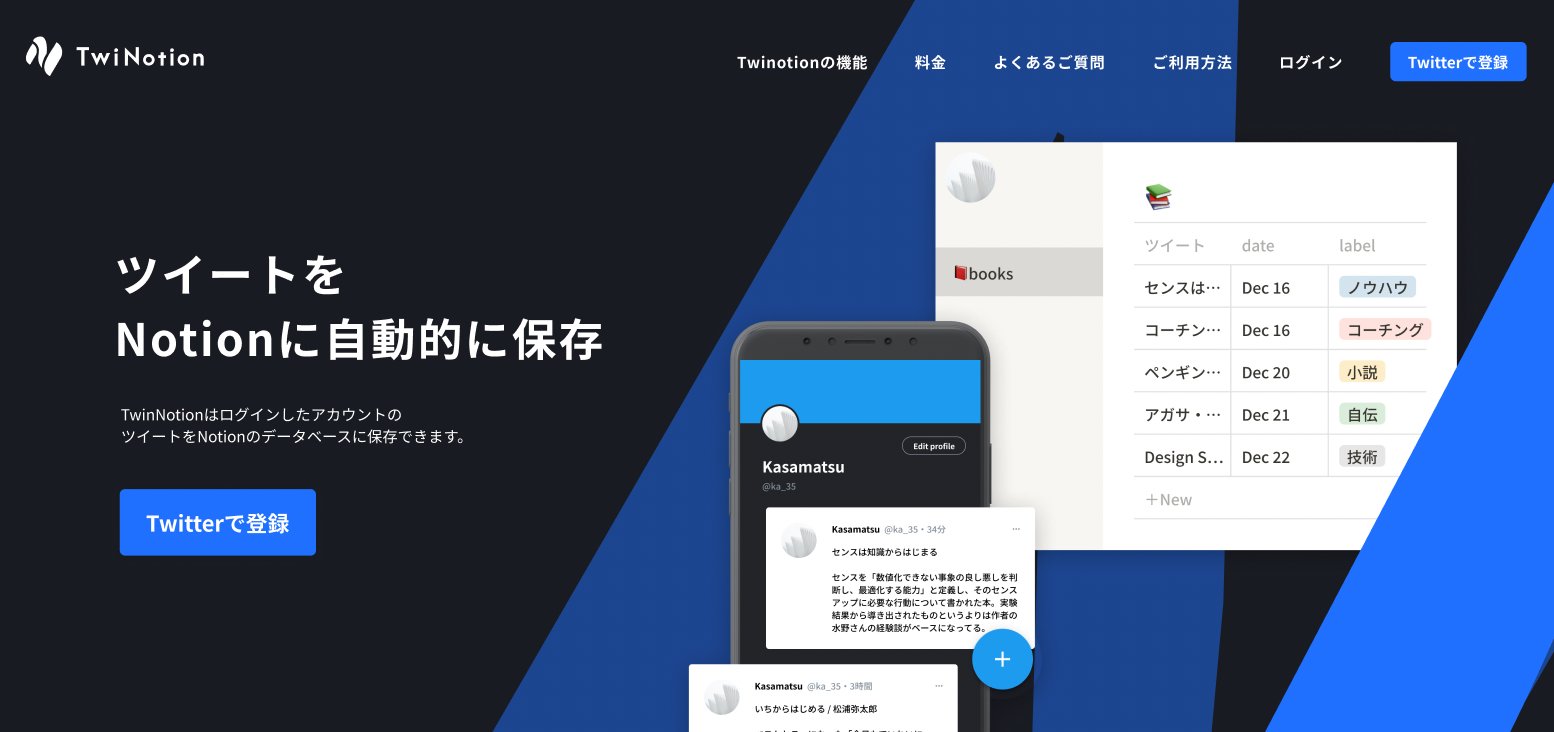 TwiNotion
Twinotionの機能
料金
よくあるご質問
ご利用方法
ログイン
Twitterで登録
ツイートを
Notionに自動的に保存
TwinNotionはログインしたアカウントの
ツイートをNotionのデータベースに保存できます。
Twitterで登録
books
ツイート date label
センスは… Dec 16 ノウハウ
コーチン… Dec 16 コーチング
ペンギン… Dec 20 小説
アガサ・… Dec 21 自伝
Design S… Dec 22 技術
＋New
Edit profile
Kasamatsu
@ka_35
Kasamatsu @ka_35・34分 …
センスは知識からはじまる
センスを「数値化できない事象の良し悪しを判
断し、最適化する能力」と定義し、そのセンス
アップに必要な行動について書かれた本。実験
結果から導き出されたものというよりは作者の
水野さんの経験談がベースになってる。
+
Kasamatsu @ka_35・3時間 …
いちからはじめる / 松浦弥太郎